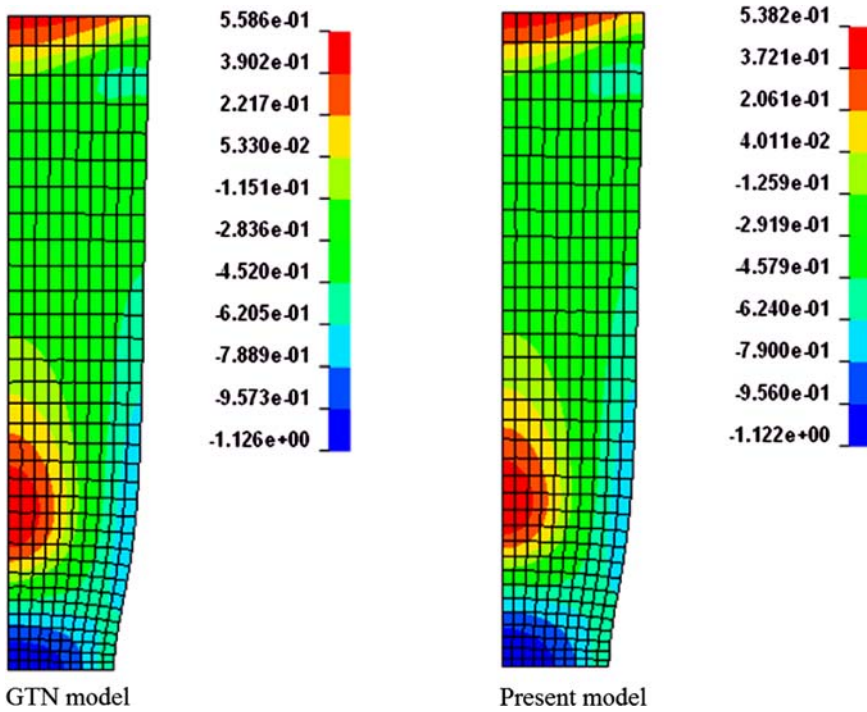 5.586e-01
3.902e-01
2.217e-01
5.330e-02
-1.151e-01
-2.836e-01
-4.520e-01
-6.205e-01
-7.889e-01
-9.573e-01
-1.126e+00
GTN model
5.382e-01
3.721e-01
2.061e-01
4.011e-02
-1.259e-01
-2.919e-01
-4.579e-01
-6.240e-01
-7.900e-01
-9.560e-01
-1.122e+00
Present model